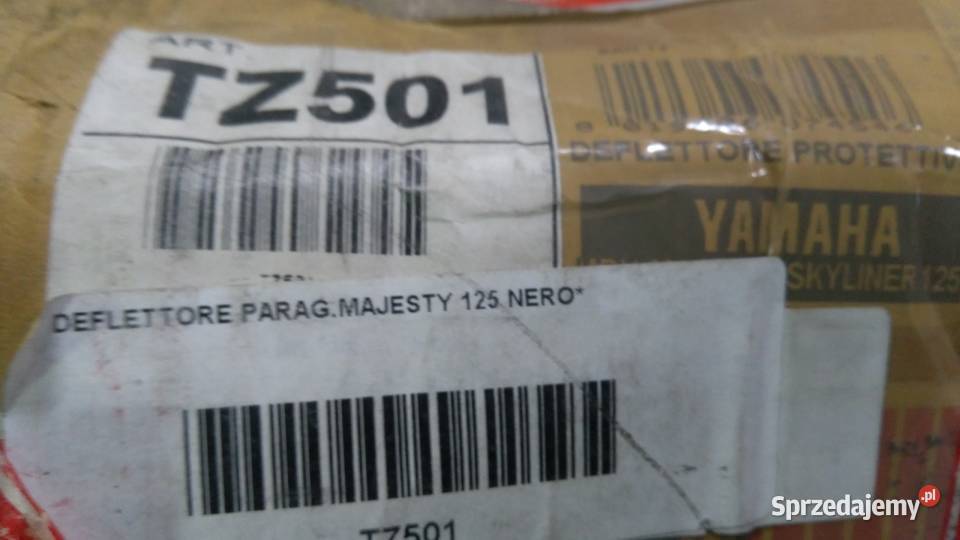 ART
TZ501
DEFLETTORE PROTETTIV
YAMAHA
SKYLINER 125
DEFLETTORE PARAG.MAJESTY 125 NERO*
TZ501
Sprzedajemy.pl